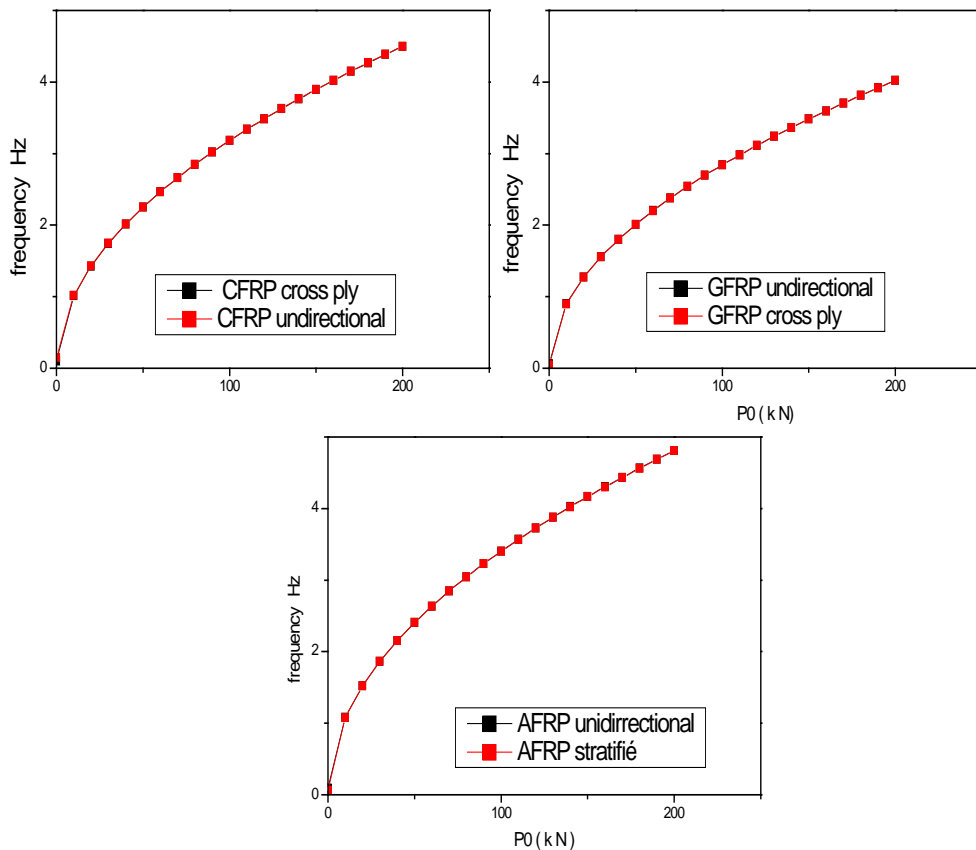 frequency Hz
4
2
0
0
100
200
CFRP cross ply
CFRP undirectional
frequency Hz
4
2
0
0
100
200
P0 ( k N)
GFRP undirectional
GFRP cross ply
frequency Hz
4
2
0
0
100
200
P0 ( k N)
AFRP unidirrectional
AFRP stratifié